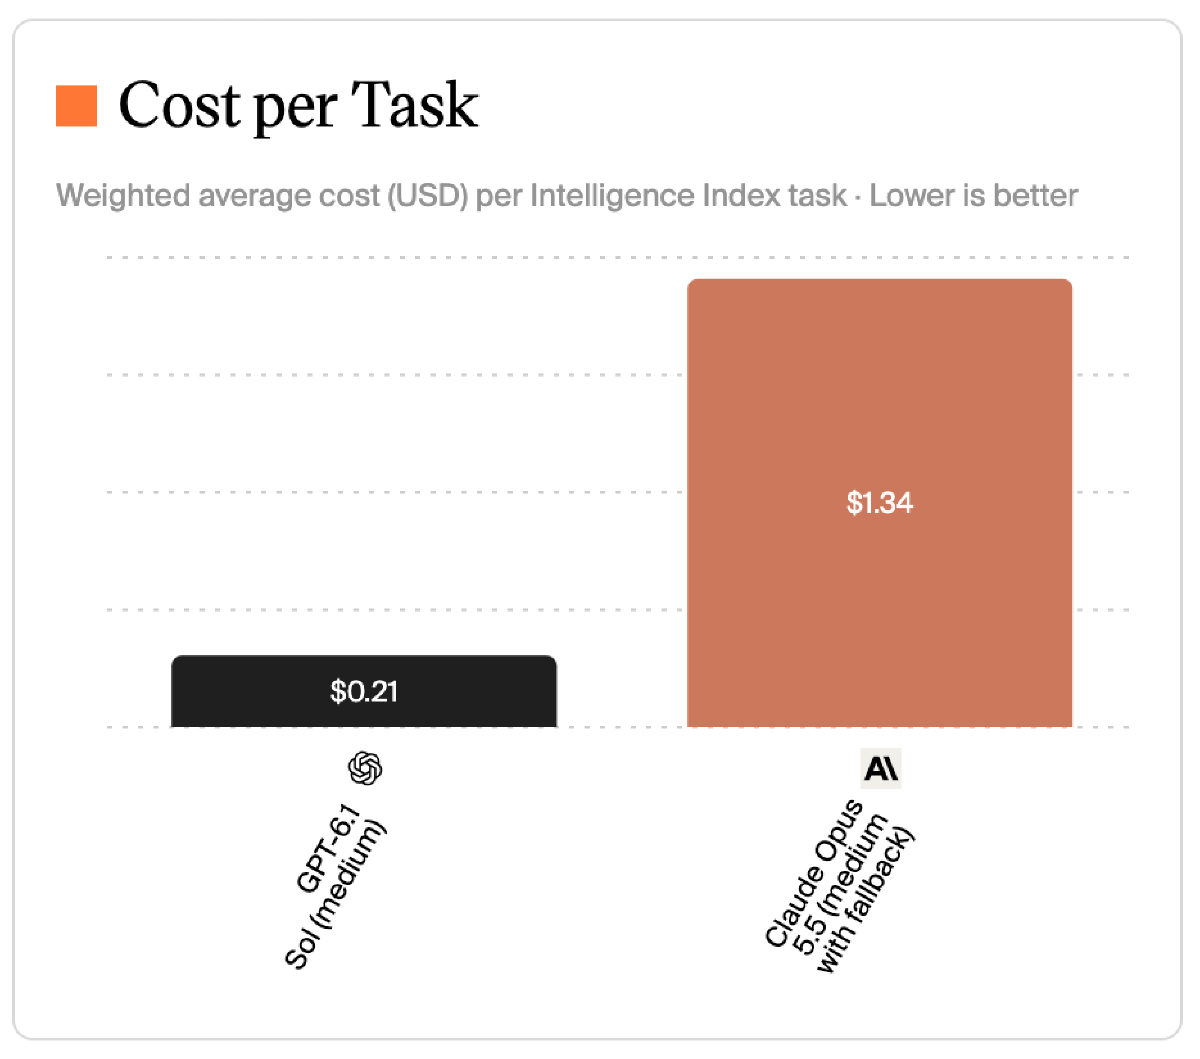 Cost per Task
Weighted average cost (USD) per Intelligence Index task · Lower is better
$1.34
$0.21
GPT-6.1
Sol (medium)
Claude Opus
5.5 (medium
with fallback)